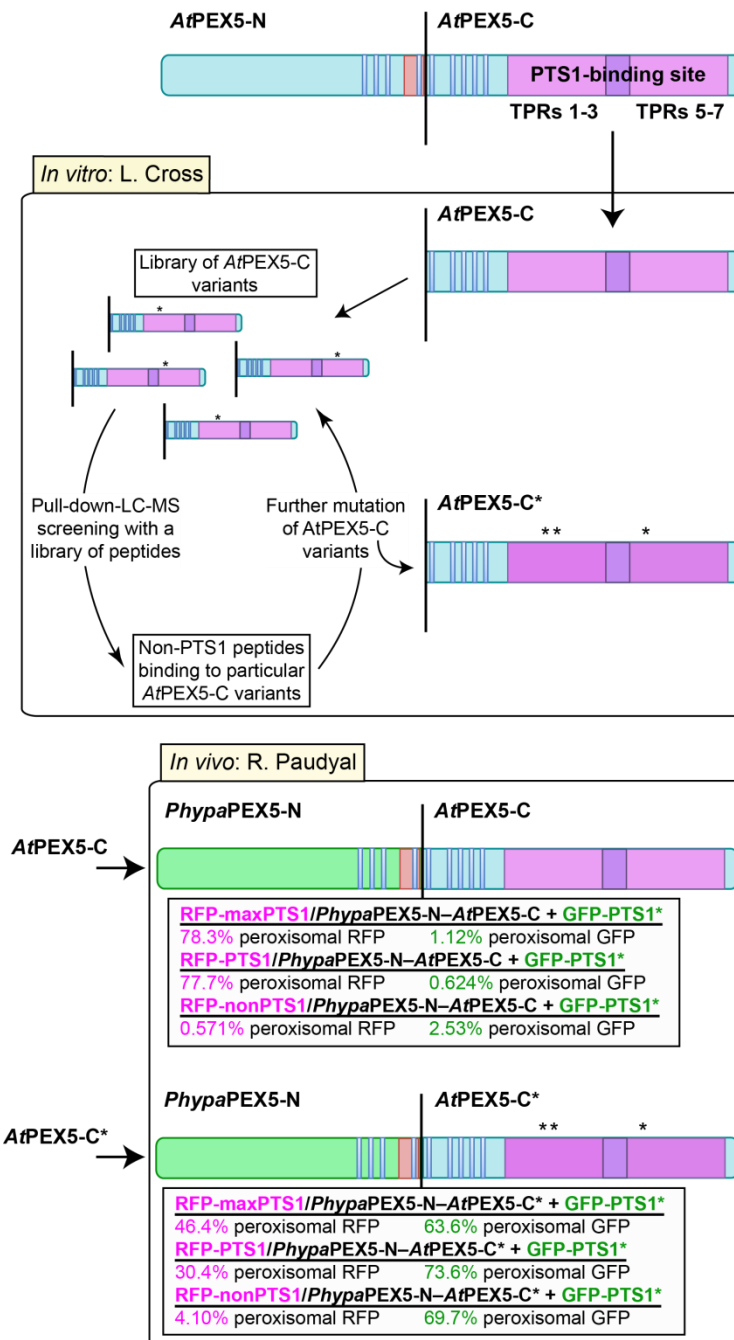 AtPEX5-N AtPEX5-C
PTS1-binding site
TPRs 1-3 TPRs 5-7
In vitro: L. Cross
AtPEX5-C
Library of AtPEX5-C
variants
*
*
*
*
Pull-down-LC-MS
screening with a
library of peptides
Further mutation
of AtPEX5-C
variants
AtPEX5-C*
** *
Non-PTS1 peptides
binding to particular
AtPEX5-C variants
In vivo: R. Paudyal
PhypaPEX5-N AtPEX5-C
AtPEX5-C
RFP-maxPTS1/PhypaPEX5-N–AtPEX5-C + GFP-PTS1*
78.3% peroxisomal RFP 1.12% peroxisomal GFP
RFP-PTS1/PhypaPEX5-N–AtPEX5-C + GFP-PTS1*
77.7% peroxisomal RFP 0.624% peroxisomal GFP
RFP-nonPTS1/PhypaPEX5-N–AtPEX5-C + GFP-PTS1*
0.571% peroxisomal RFP 2.53% peroxisomal GFP
PhypaPEX5-N AtPEX5-C*
AtPEX5-C*
** *
RFP-maxPTS1/PhypaPEX5-N–AtPEX5-C* + GFP-PTS1*
46.4% peroxisomal RFP 63.6% peroxisomal GFP
RFP-PTS1/PhypaPEX5-N–AtPEX5-C* + GFP-PTS1*
30.4% peroxisomal RFP 73.6% peroxisomal GFP
RFP-nonPTS1/PhypaPEX5-N–AtPEX5-C* + GFP-PTS1*
4.10% peroxisomal RFP 69.7% peroxisomal GFP